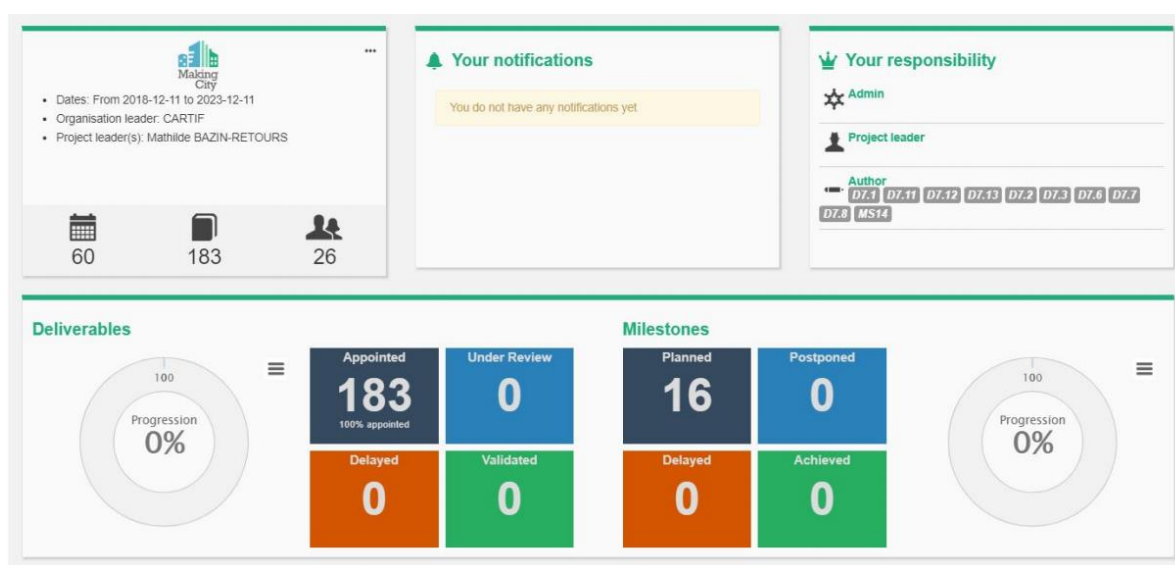 Making
City
...
• Dates: From 2018-12-11 to 2023-12-11
• Organisation leader: CARTIF
• Project leader(s): Mathilde BAZIN-RETOURS
60
183
26
Your notifications
You do not have any notifications yet
Your responsibility
Admin
Project leader
Author
D7.1 D7.11 D7.12 D7.13 D7.2 D7.3 D7.6 D7.7
D7.8 MS14
Deliverables
100
Progression
0%
Appointed
183
100% appointed
Under Review
0
Delayed
0
Validated
0
Milestones
Planned
16
Postponed
0
Delayed
0
Achieved
0
100
Progression
0%